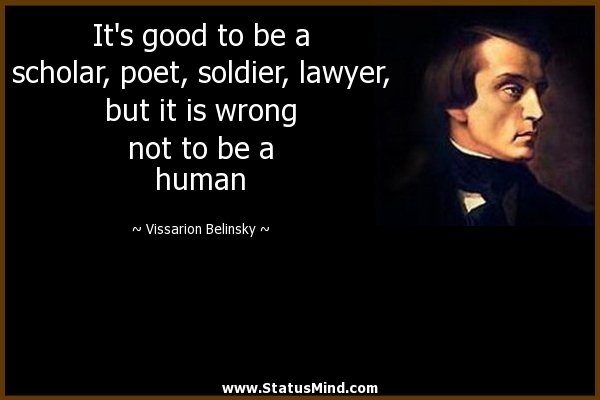 It's good to be a
scholar, poet, soldier, lawyer,
but it is wrong
not to be a
human
~ Vissarion Belinsky ~
www.StatusMind.com